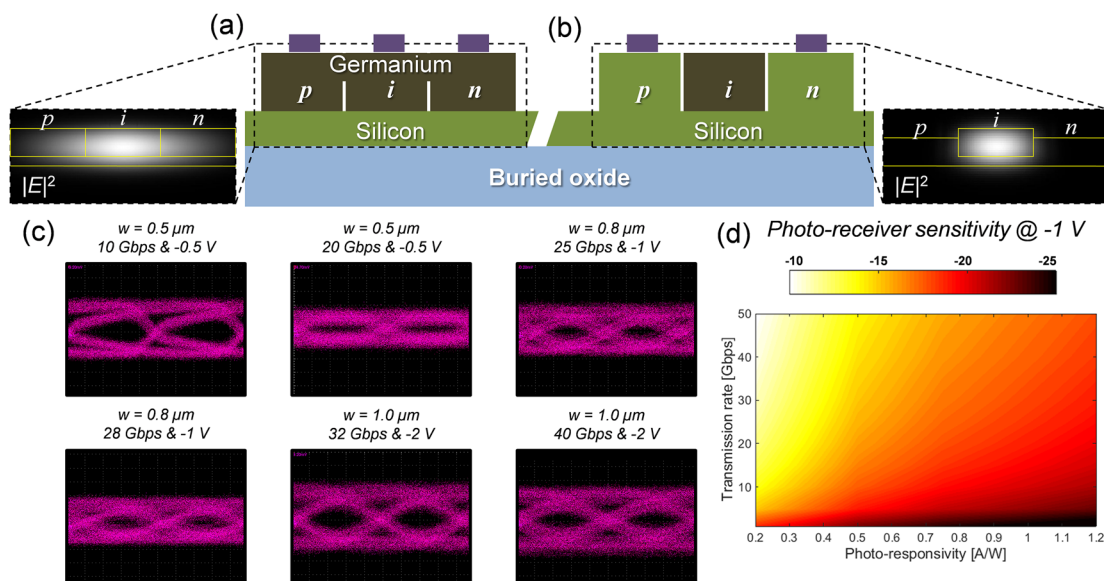 (a)
(b)
Germanium
p i n
p i n
Silicon
Silicon
Buried oxide
p i n
|E|²
p i n
|E|²
(c)
w = 0.5 µm
10 Gbps & -0.5 V
w = 0.5 µm
20 Gbps & -0.5 V
w = 0.8 µm
25 Gbps & -1 V
w = 0.8 µm
28 Gbps & -1 V
w = 1.0 µm
32 Gbps & -2 V
w = 1.0 µm
40 Gbps & -2 V
(d)
Photo-receiver sensitivity @ -1 V
-10 -15 -20 -25
Transmission rate [Gbps]
50
40
30
20
10
0.2 0.3 0.4 0.5 0.6 0.7 0.8 0.9 1.0 1.1 1.2
Photo-responsivity [A/W]